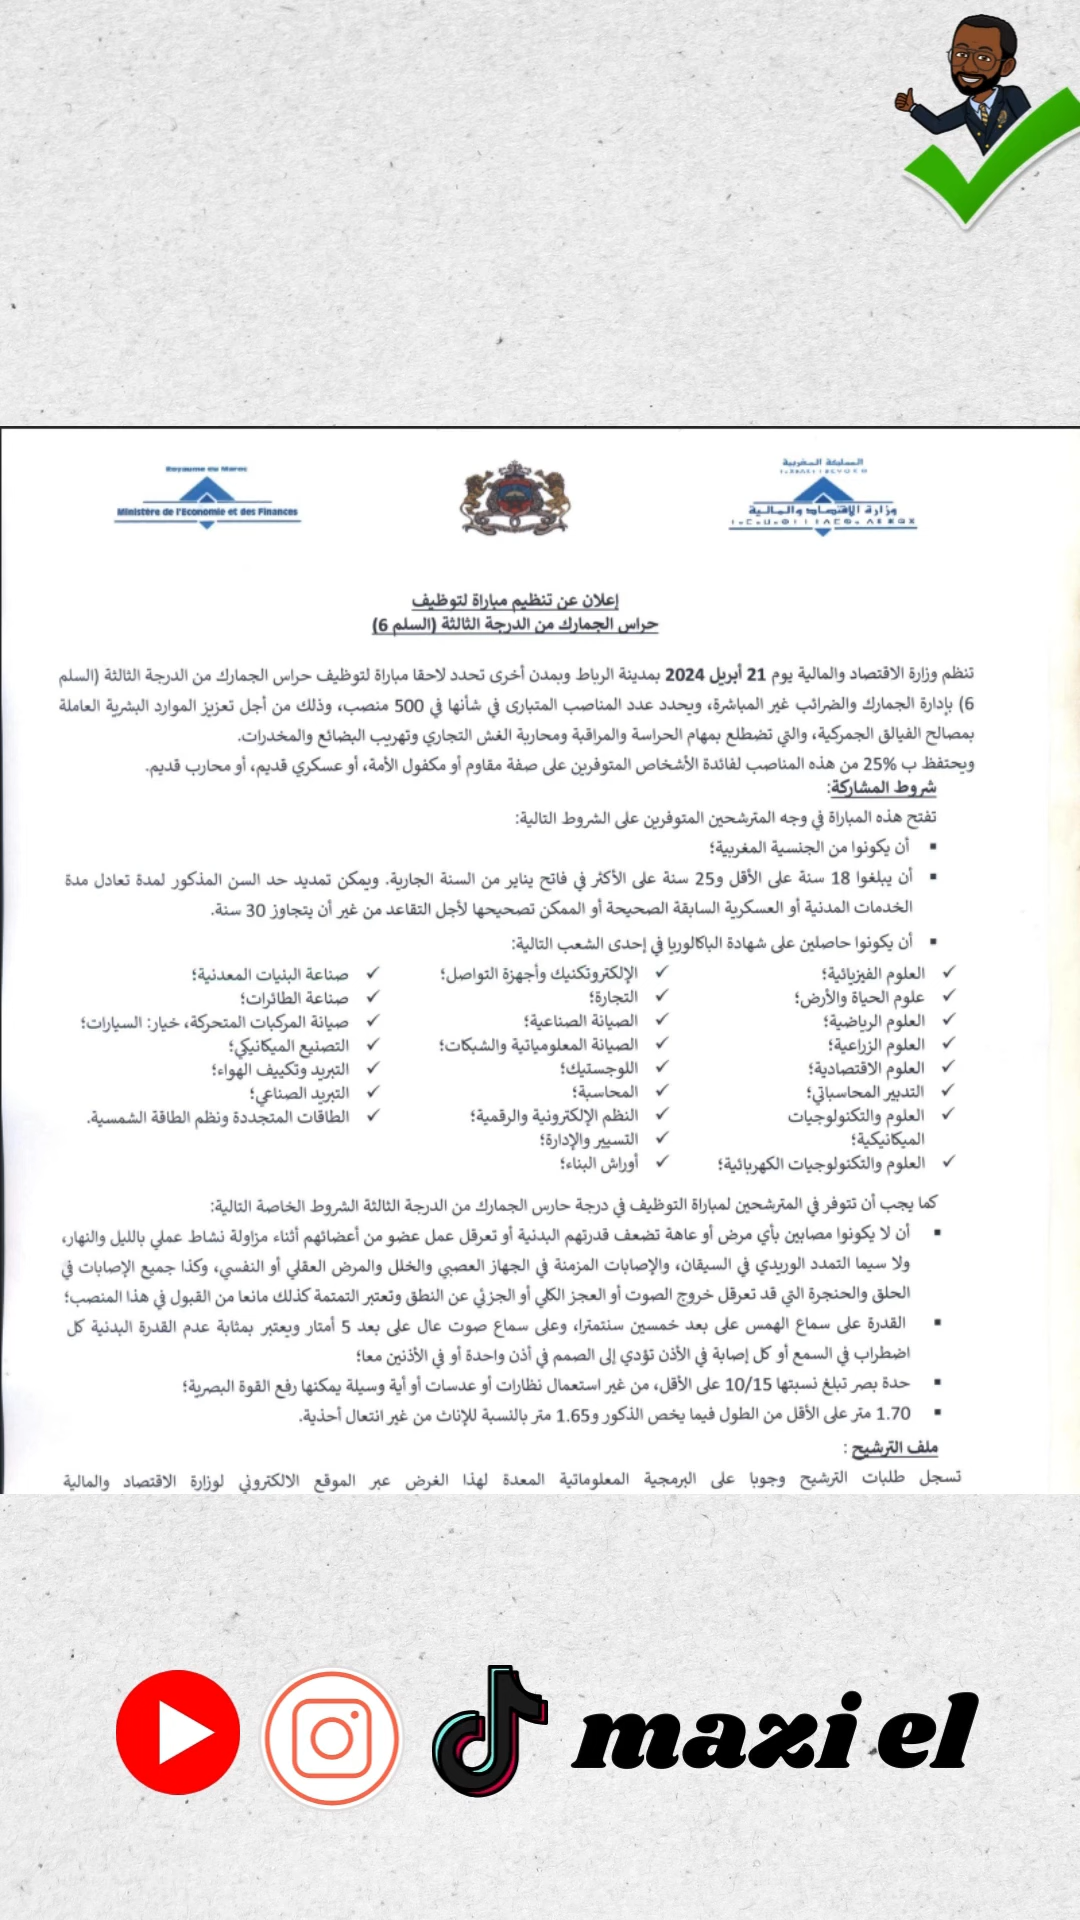 Royaume du Maroc
Ministère de l'Economie et des Finances
المملكة المغربية
وزارة الاقتصاد والمالية
إعلان عن تنظيم مباراة لتوظيف
حراس الجمارك من الدرجة الثالثة (السلم 6)
تنظم وزارة الاقتصاد والمالية يوم 21 أبريل 2024 بمدينة الرباط وبمدن أخرى تحدد لاحقا مباراة لتوظيف حراس الجمارك من الدرجة الثالثة (السلم
6) بإدارة الجمارك والضرائب غير المباشرة، ويحدد عدد المناصب المتبارى في شأنها في 500 منصب، وذلك من أجل تعزيز الموارد البشرية العاملة
بمصالح الفيالق الجمركية، والتي تضطلع بمهام الحراسة والمراقبة ومحاربة الغش التجاري وتهريب البضائع والمخدرات.
ويحتفظ ب %25 من هذه المناصب لفائدة الأشخاص المتوفرين على صفة مقاوم أو مكفول الأمة، أو عسكري قديم، أو محارب قديم.
شروط المشاركة:
تفتح هذه المباراة في وجه المترشحين المتوفرين على الشروط التالية:
▪ أن يكونوا من الجنسية المغربية؛
▪ أن يبلغوا 18 سنة على الأقل و25 سنة على الأكثر في فاتح يناير من السنة الجارية. ويمكن تمديد حد السن المذكور لمدة تعادل مدة
الخدمات المدنية أو العسكرية السابقة الصحيحة أو الممكن تصحيحها لأجل التقاعد من غير أن يتجاوز 30 سنة.
▪ أن يكونوا حاصلين على شهادة الباكالوريا في إحدى الشعب التالية:
✓ العلوم الفيزيائية؛
✓ علوم الحياة والأرض؛
✓ العلوم الرياضية؛
✓ العلوم الزراعية؛
✓ العلوم الاقتصادية؛
✓ التدبير المحاسباتي؛
✓ العلوم والتكنولوجيات
الميكانيكية؛
✓ العلوم والتكنولوجيات الكهربائية؛
✓ الإلكتروتكنيك وأجهزة التواصل؛
✓ التجارة؛
✓ الصيانة الصناعية؛
✓ الصيانة المعلومياتية والشبكات؛
✓ اللوجستيك؛
✓ المحاسبة؛
✓ النظم الإلكترونية والرقمية؛
✓ التسيير والإدارة؛
✓ أوراش البناء؛
✓ صناعة البنيات المعدنية؛
✓ صناعة الطائرات؛
✓ صيانة المركبات المتحركة، خيار: السيارات؛
✓ التصنيع الميكانيكي؛
✓ التبريد وتكييف الهواء؛
✓ التبريد الصناعي؛
✓ الطاقات المتجددة ونظم الطاقة الشمسية.
كما يجب أن تتوفر في المترشحين لمباراة التوظيف في درجة حارس الجمارك من الدرجة الثالثة الشروط الخاصة التالية:
▪ أن لا يكونوا مصابين بأي مرض أو عاهة تضعف قدرتهم البدنية أو تعرقل عمل عضو من أعضائهم أثناء مزاولة نشاط عملي بالليل والنهار،
ولا سيما التمدد الوريدي في السيقان، والإصابات المزمنة في الجهاز العصبي والخلل والمرض العقلي أو النفسي، وكذا جميع الإصابات في
الحلق والحنجرة التي قد تعرقل خروج الصوت أو العجز الكلي أو الجزئي عن النطق وتعتبر التمتمة كذلك مانعا من القبول في هذا المنصب؛
▪ القدرة على سماع الهمس على بعد خمسين سنتمترا، وعلى سماع صوت عال على بعد 5 أمتار ويعتبر بمثابة عدم القدرة البدنية كل
اضطراب في السمع أو كل إصابة في الأذن تؤدي إلى الصمم في أذن واحدة أو في الأذنين معا؛
▪ حدة بصر تبلغ نسبتها 10/15 على الأقل، من غير استعمال نظارات أو عدسات أو أية وسيلة يمكنها رفع القوة البصرية؛
▪ 1.70 متر على الأقل من الطول فيما يخص الذكور و1.65 متر بالنسبة للإناث من غير انتعال أحذية.
ملف الترشيح :
تسجل طلبات الترشيح وجوبا على البرمجية المعلوماتية المعدة لهذا الغرض عبر الموقع الالكتروني لوزارة الاقتصاد والمالية
mazi el